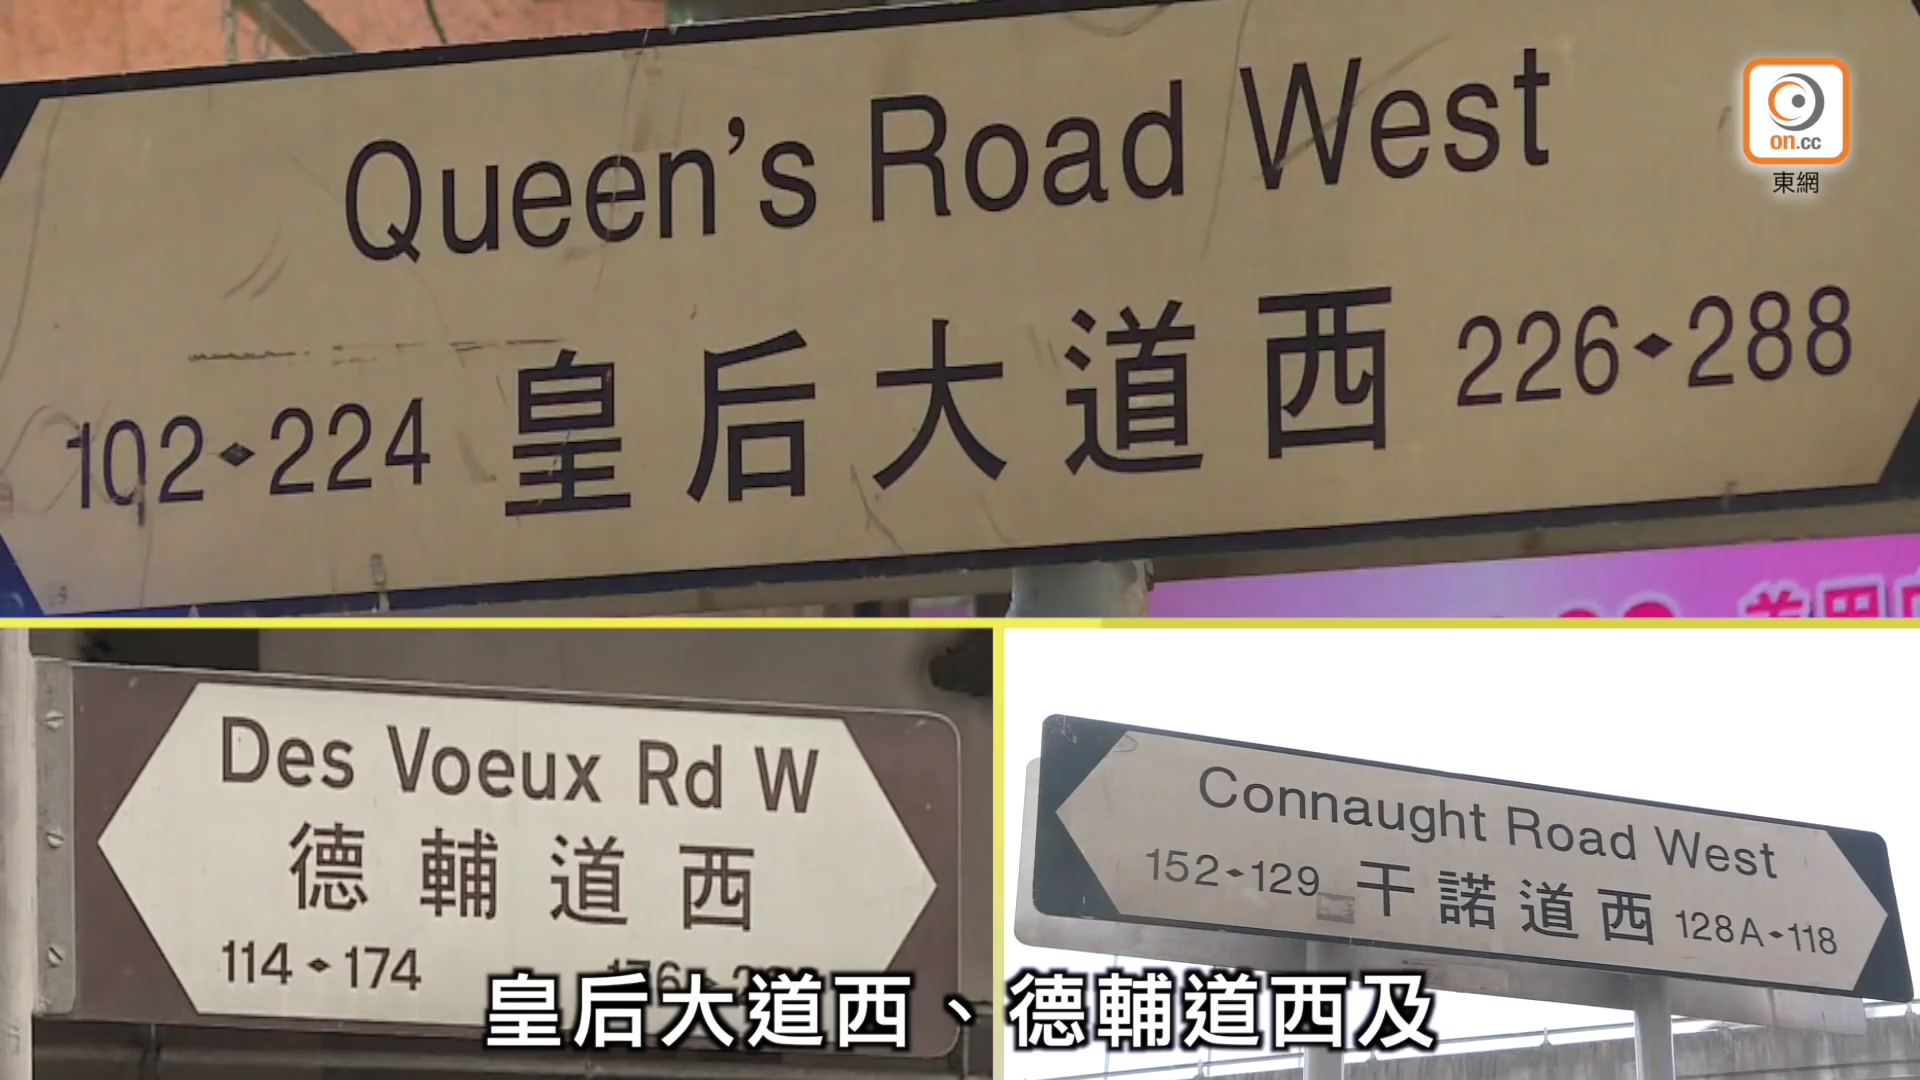 Queen's Road West
102◆224 皇后大道西 226◆288
on.cc
東網
Des Voeux Rd W
德輔道西
114◆174
Connaught Road West
152◆129 干諾道西 128A◆118
皇后大道西、德輔道西及